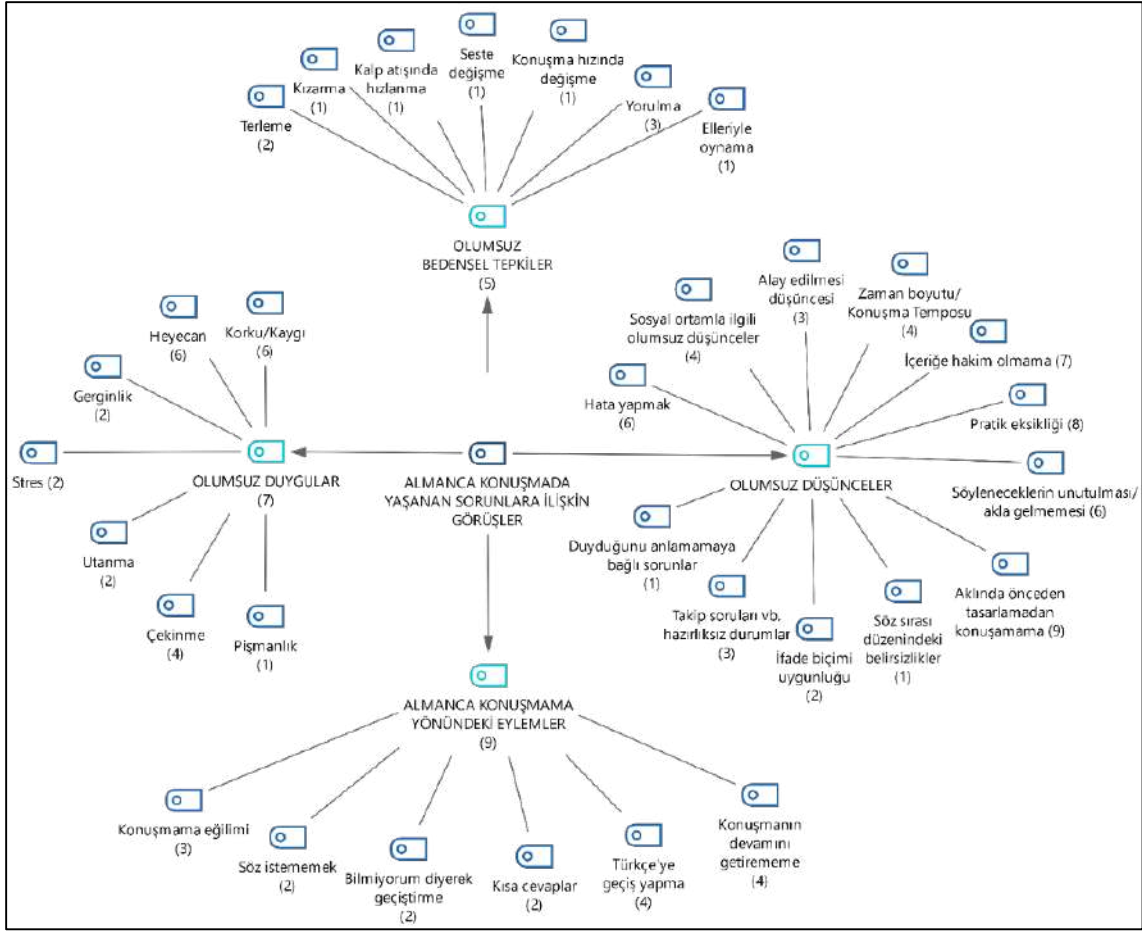 Terleme
(2)
Kızarma
(1)
Kalp atışında
hızlanma
(1)
Seste
değişme
(1)
Konuşma hızında
değişme
(1)
Yorulma
(3)
Elleriyle
oynama
(1)
OLUMSUZ
BEDENSEL TEPKİLER
(5)
Stres (2)
Gerginlik
(2)
Heyecan
(6)
Korku/Kaygı
(6)
OLUMSUZ DUYGULAR
(7)
Utanma
(2)
Çekinme
(4)
Pişmanlık
(1)
ALMANCA KONUŞMADA
YAŞANAN SORUNLARA İLİŞKİN
GÖRÜŞLER
Hata yapmak
(6)
Sosyal ortamla ilgili
olumsuz düşünceler
(4)
Alay edilmesi
düşüncesi
(3)
Zaman boyutu/
Konuşma Temposu
(4)
İçeriğe hakim olmama (7)
Pratik eksikliği (8)
OLUMSUZ DÜŞÜNCELER
Söyleneceklerin unutulması/
akla gelmemesi (6)
Duyduğunu anlamamaya
bağlı sorunlar
(1)
Takip soruları vb.
hazırlıksız durumlar
(3)
İfade biçimi
uygunluğu
(2)
Söz sırası
düzenindeki
belirsizlikler
(1)
Aklında önceden
tasarlamadan
konuşamama (9)
ALMANCA KONUŞMAMA
YÖNÜNDEKİ EYLEMLER
(9)
Konuşmama eğilimi
(3)
Söz istememek
(2)
Bilmiyorum diyerek
geçiştirme
(2)
Kısa cevaplar
(2)
Türkçe'ye
geçiş yapma
(4)
Konuşmanın
devamını
getirememe
(4)